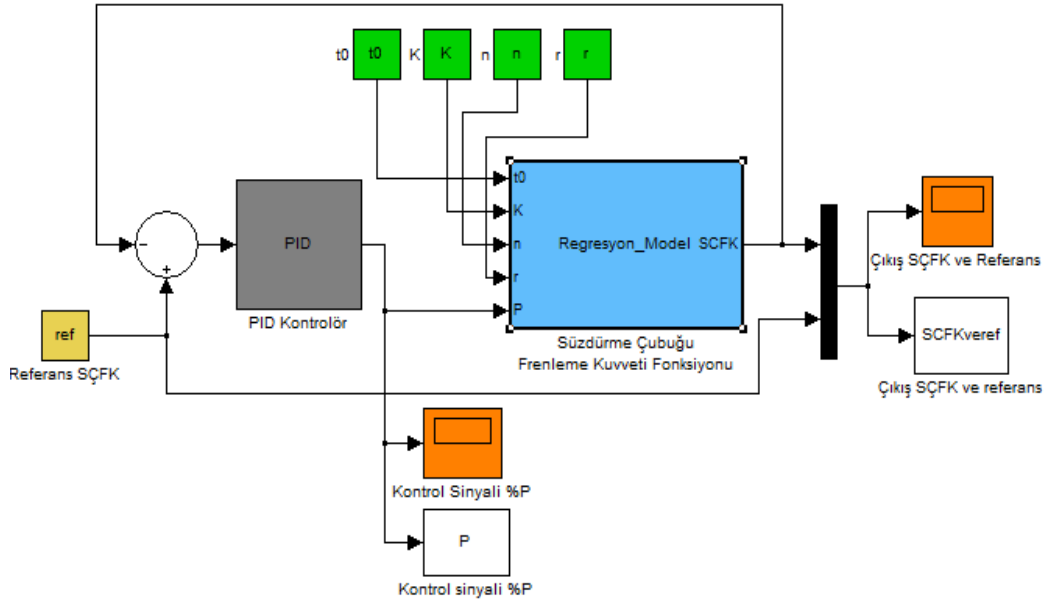 t0 t0 K K n n r r
t0
K
n
r
P
Regresyon_Model SCFK
Süzdürme Çubuğu
Frenleme Kuvveti Fonksiyonu
-
+
PID
PID Kontrolör
ref
Referans SÇFK
Çıkış SÇFK ve Referans
SCFKveref
Çıkış SÇFK ve referans
Kontrol Sinyali %P
P
Kontrol sinyali %P